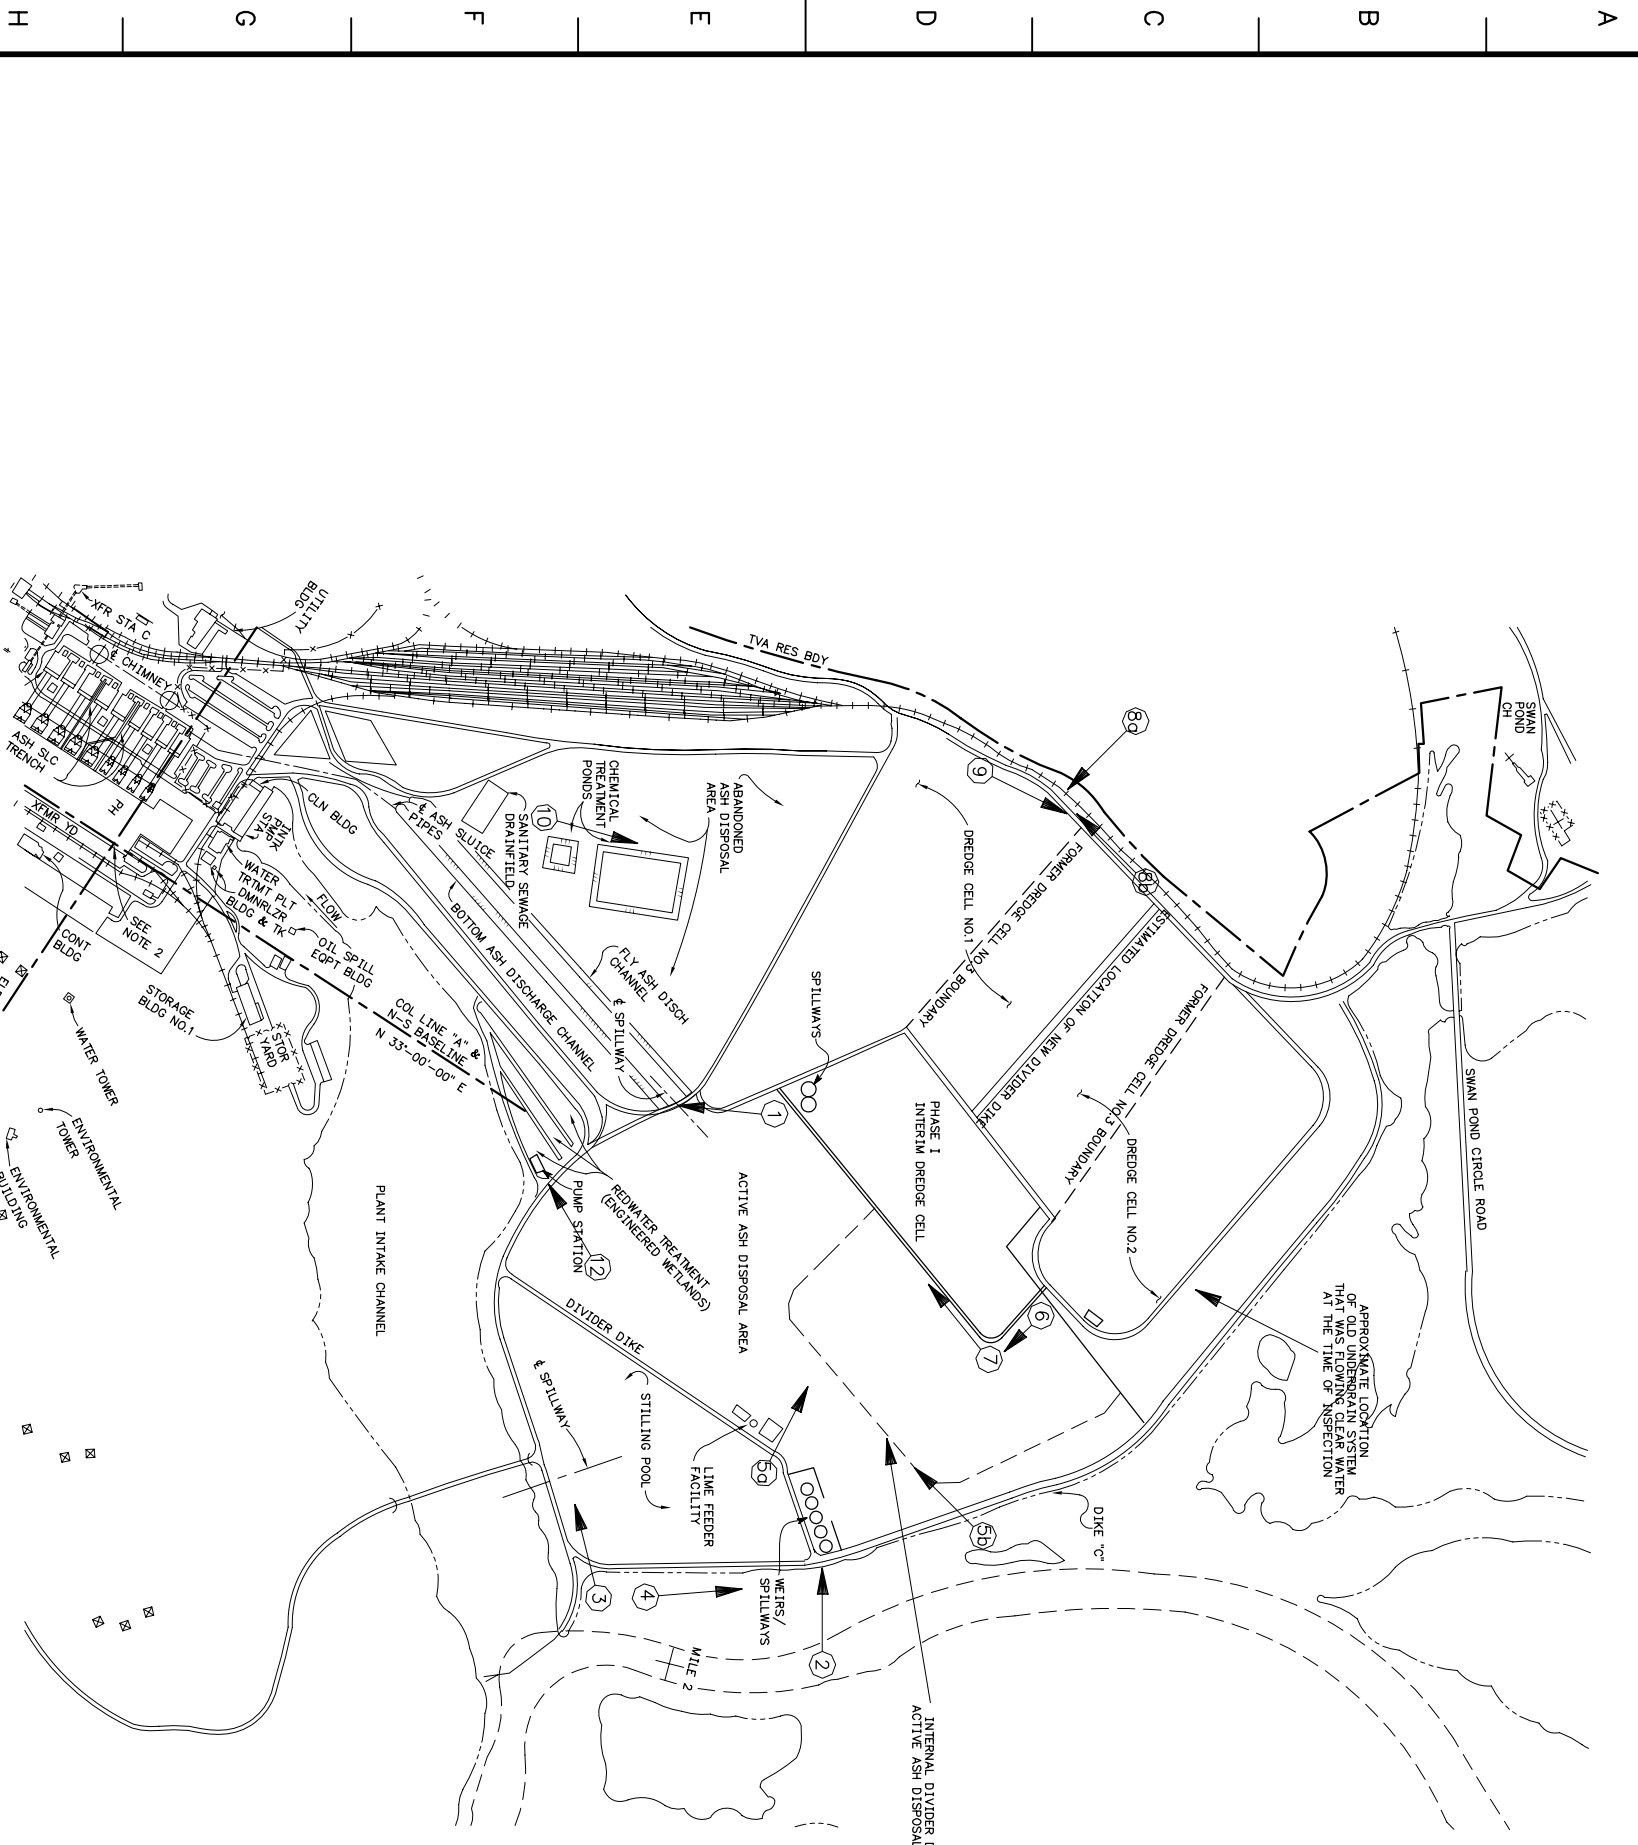 H
G
F
E
D
C
B
A
UTILITY
BLDG
XFR STA C
℄ CHIMNEY
TVA RES BDY
SWAN
POND
CH
8a
9
8b
ASH SLC
TRENCH
XFMR YD
CLN BLDG
℄ ASH SLUICE
PIPES
SANITARY SEWAGE
DRAINFIELD
10
CHEMICAL
TREATMENT
PONDS
ABANDONED
ASH DISPOSAL
AREA
DREDGE CELL NO.1
FORMER DREDGE CELL NO.3
BOUNDARY
ESTIMATED LOCATION OF NEW DIVIDER DIKE
FORMER DREDGE CELL NO.3 BOUNDARY
DREDGE CELL NO.2
WATER
TRTMT PLT
DMNRLZR
BLDG & TK
FLOW
OIL SPILL
EQPT BLDG
SEE
NOTE 2
CONT
BLDG
STORAGE
BLDG NO.1
STOR
YARD
COL LINE "A" &
N-S BASELINE
N 33°-00'-00" E
BOTTOM ASH DISCHARGE CHANNEL
FLY ASH DISCH
CHANNEL
℄ SPILLWAY
SPILLWAYS
1
PHASE I
INTERIM DREDGE CELL
SWAN POND CIRCLE ROAD
WATER TOWER
ENVIRONMENTAL
TOWER
ENVIRONMENTAL
BUILDING
PLANT INTAKE CHANNEL
PUMP STATION
12
REDWATER TREATMENT
(ENGINEERED WETLANDS)
ACTIVE ASH DISPOSAL AREA
6
7
APPROXIMATE LOCATION
OF OLD UNDERDRAIN SYSTEM
THAT WAS FLOWING CLEAR WATER
AT THE TIME OF INSPECTION
DIVIDER DIKE
℄ SPILLWAY
STILLING POOL
LIME FEEDER
FACILITY
5a
5b
DIKE "C"
WEIRS/
SPILLWAYS
3
4
2
MILE 2
INTERNAL DIVIDER
ACTIVE ASH DISPOSAL